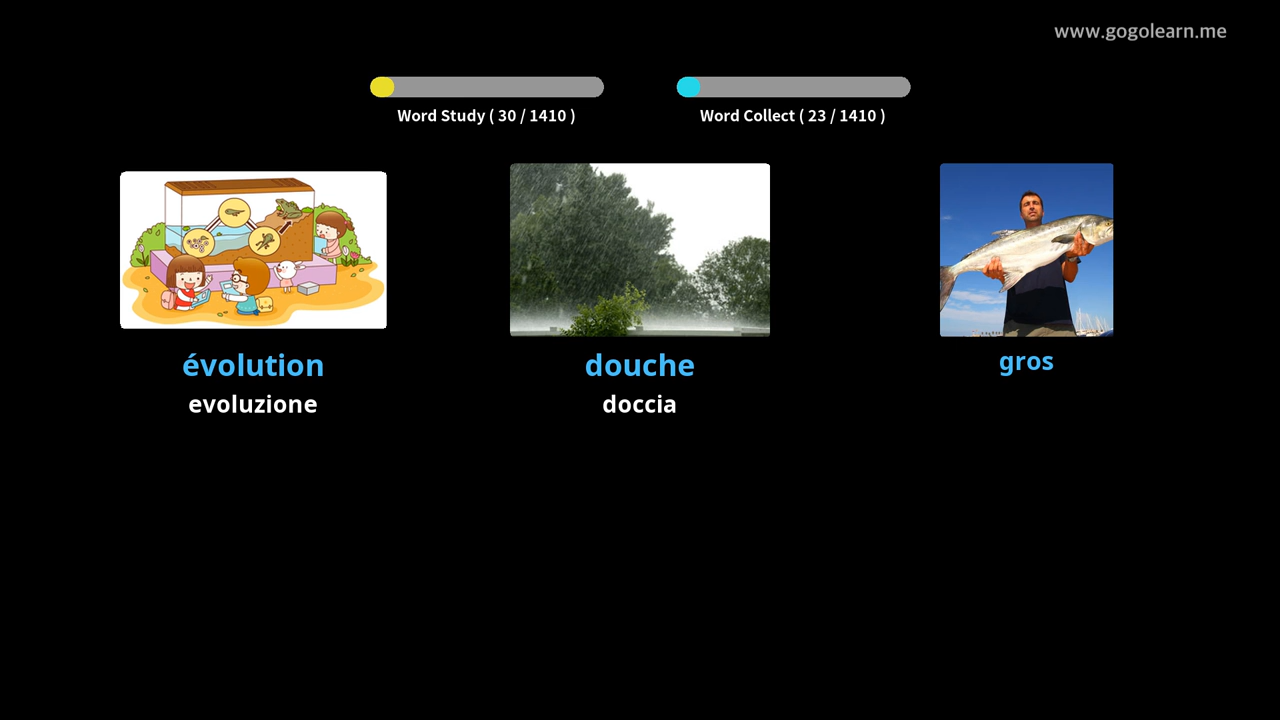 www.gogolearn.me
Word Study ( 30 / 1410 )
Word Collect ( 23 / 1410 )
évolution
evoluzione
douche
doccia
gros